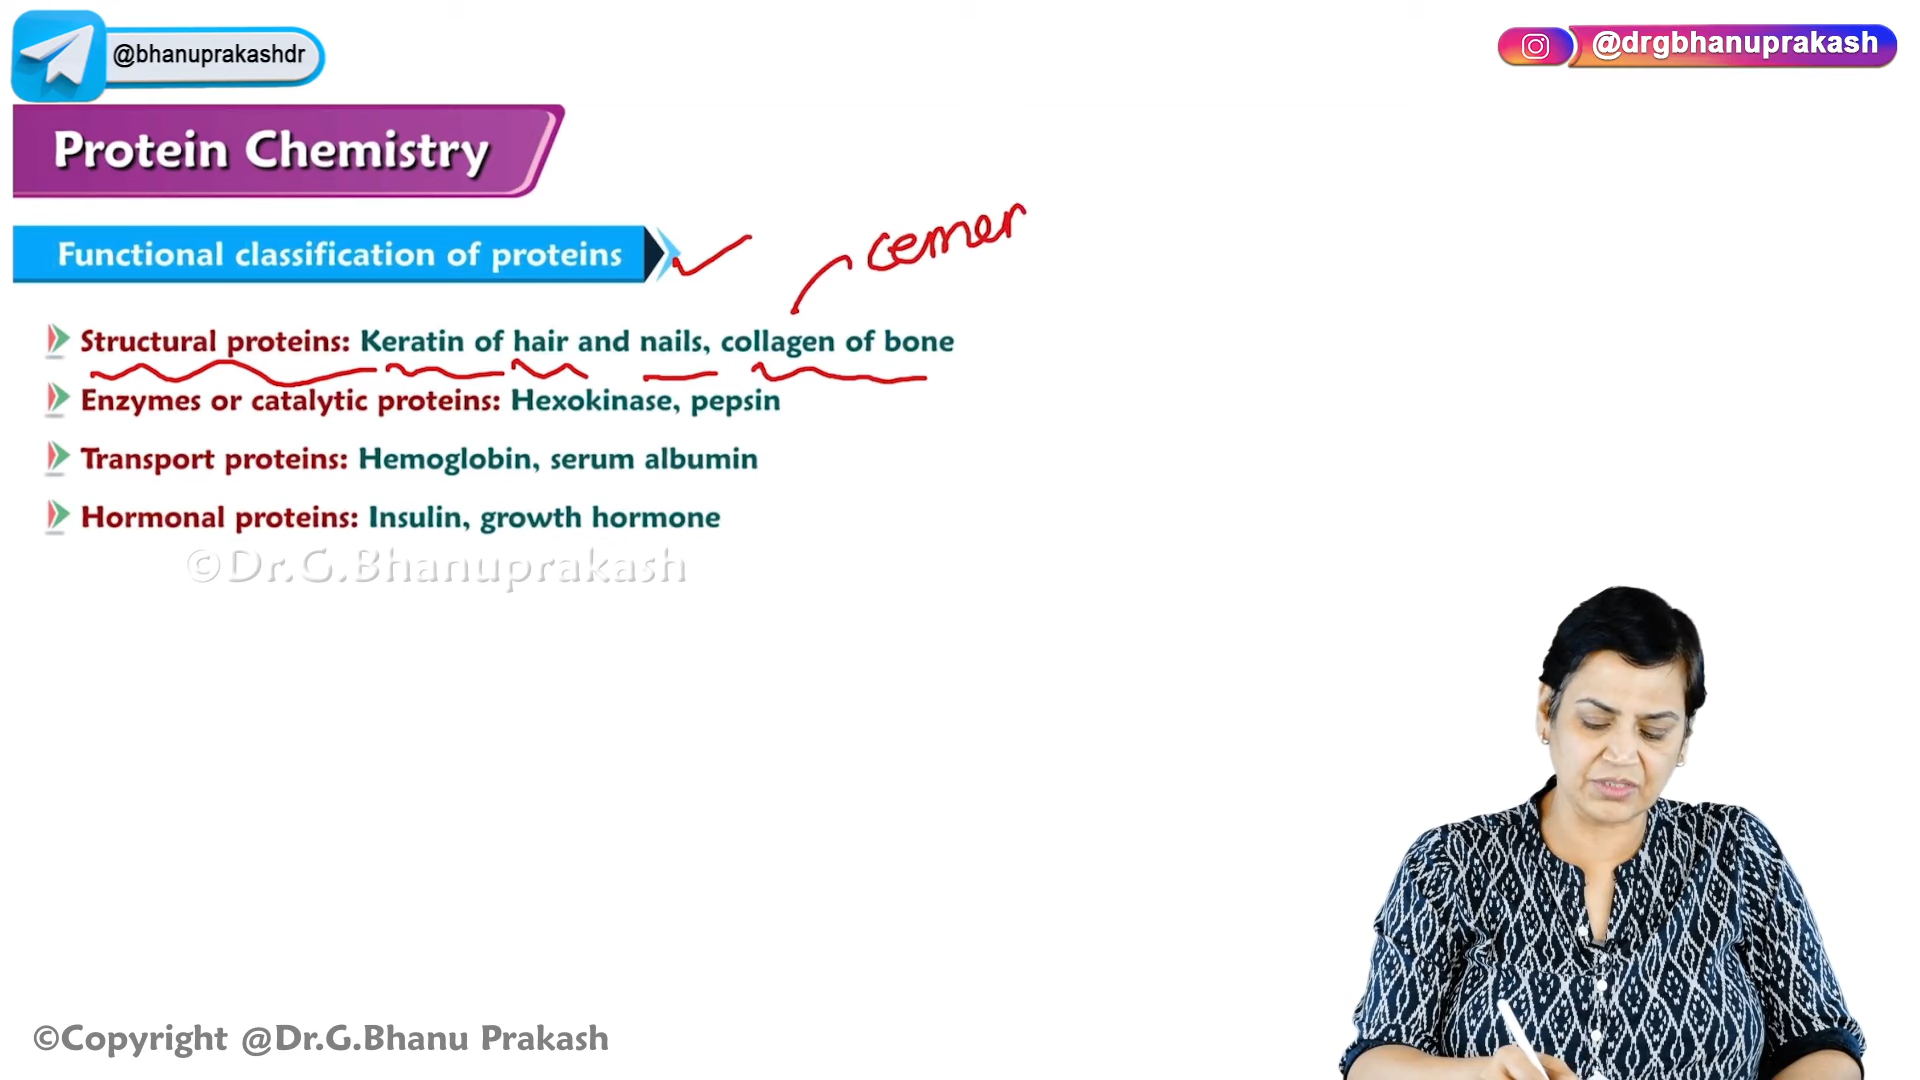 @bhanuprakashdr
@drgbhanuprakash
Protein Chemistry
Functional classification of proteins
cemer
Structural proteins: Keratin of hair and nails, collagen of bone
Enzymes or catalytic proteins: Hexokinase, pepsin
Transport proteins: Hemoglobin, serum albumin
Hormonal proteins: Insulin, growth hormone
©Dr.G.Bhanuprakash
©Copyright @Dr.G.Bhanu Prakash